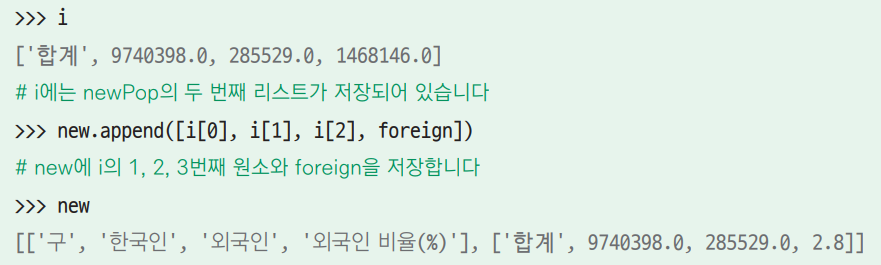 >>> i
['합계', 9740398.0, 285529.0, 1468146.0]
# i에는 newPop의 두 번째 리스트가 저장되어 있습니다
>>> new.append([i[0], i[1], i[2], foreign])
# new에 i의 1, 2, 3번째 원소와 foreign을 저장합니다
>>> new
[['구', '한국인', '외국인', '외국인 비율(%)'], ['합계', 9740398.0, 285529.0, 2.8]]